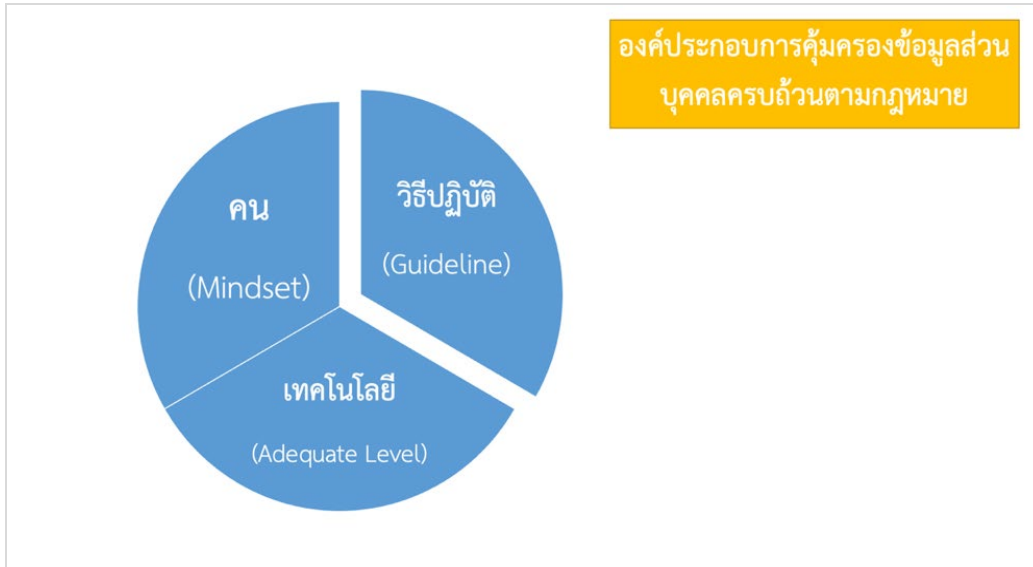 องค์ประกอบการคุ้มครองข้อมูลส่วน
บุคคลครบถ้วนตามกฎหมาย
คน
(Mindset)
วิธีปฏิบัติ
(Guideline)
เทคโนโลยี
(Adequate Level)